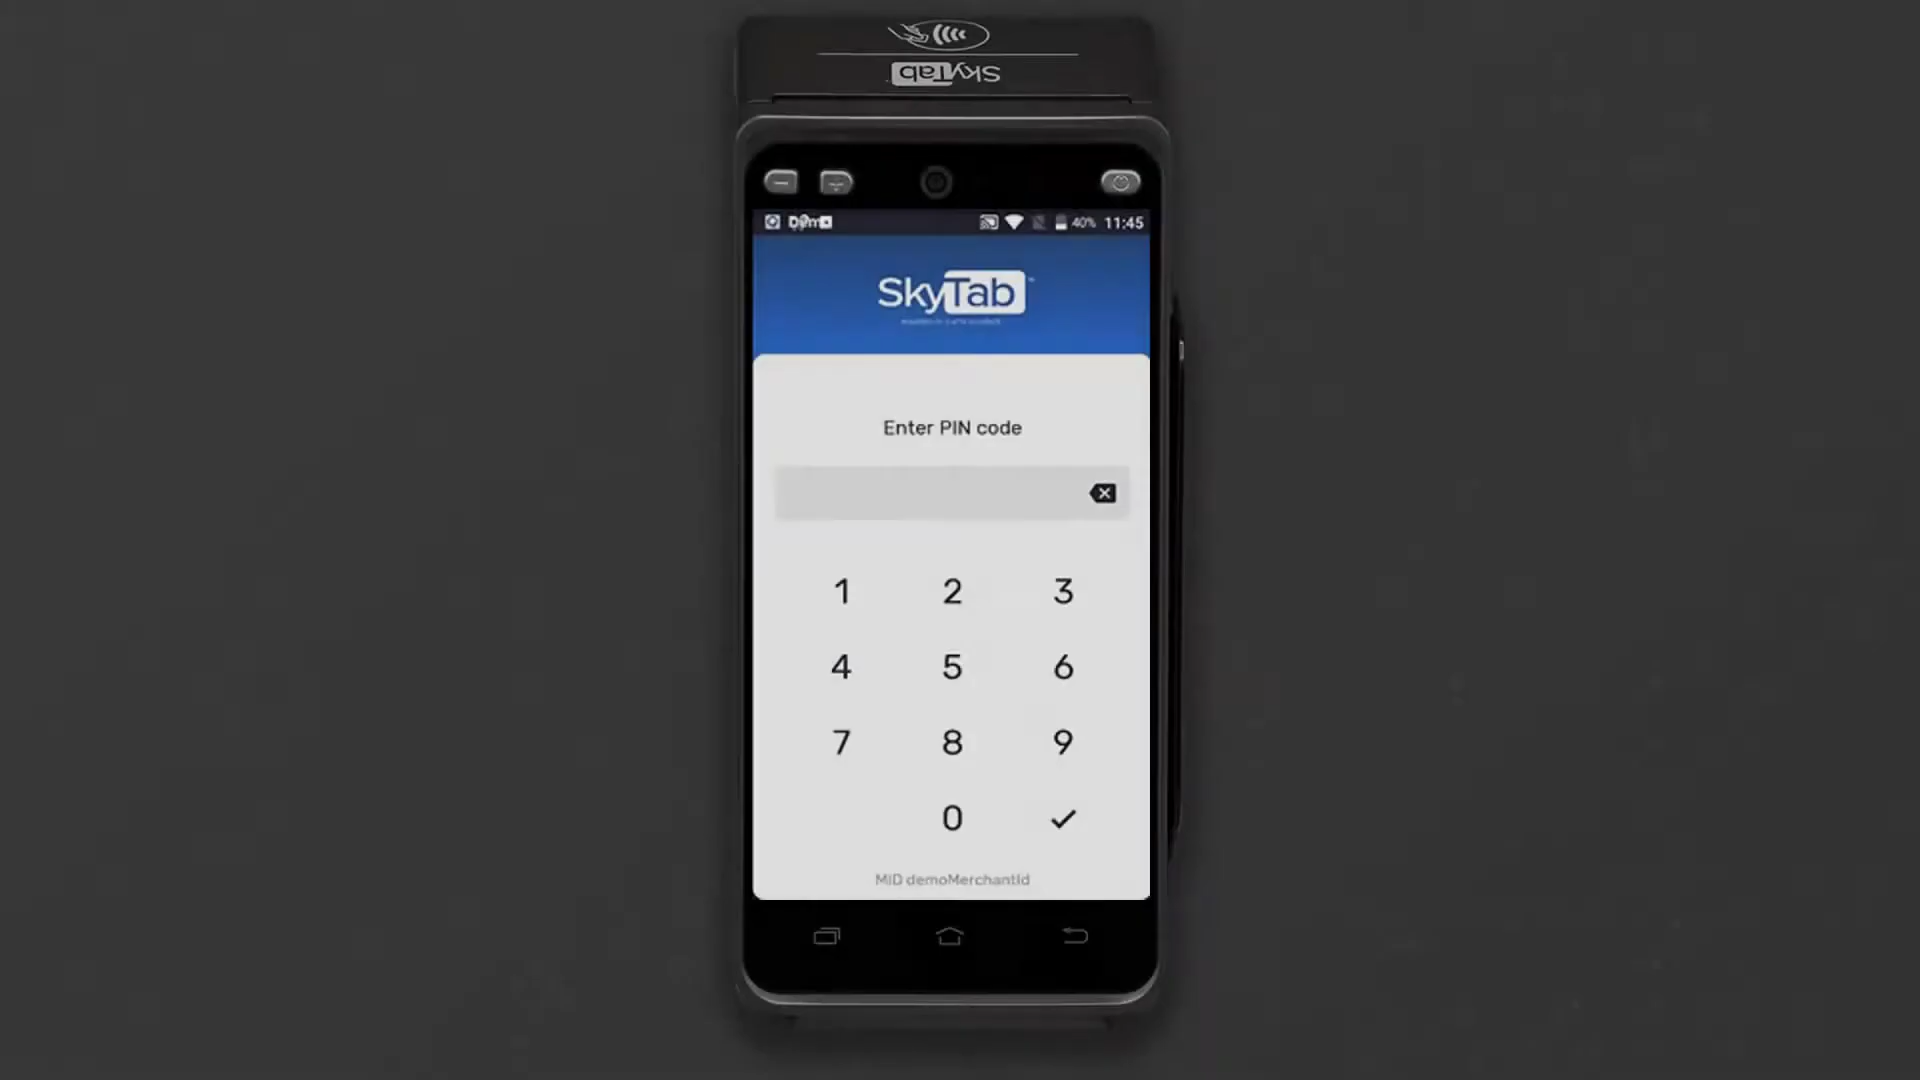 SkyTab
40% 11:45
SkyTab
Enter PIN code
1 2 3
4 5 6
7 8 9
0
MID demoMerchantId